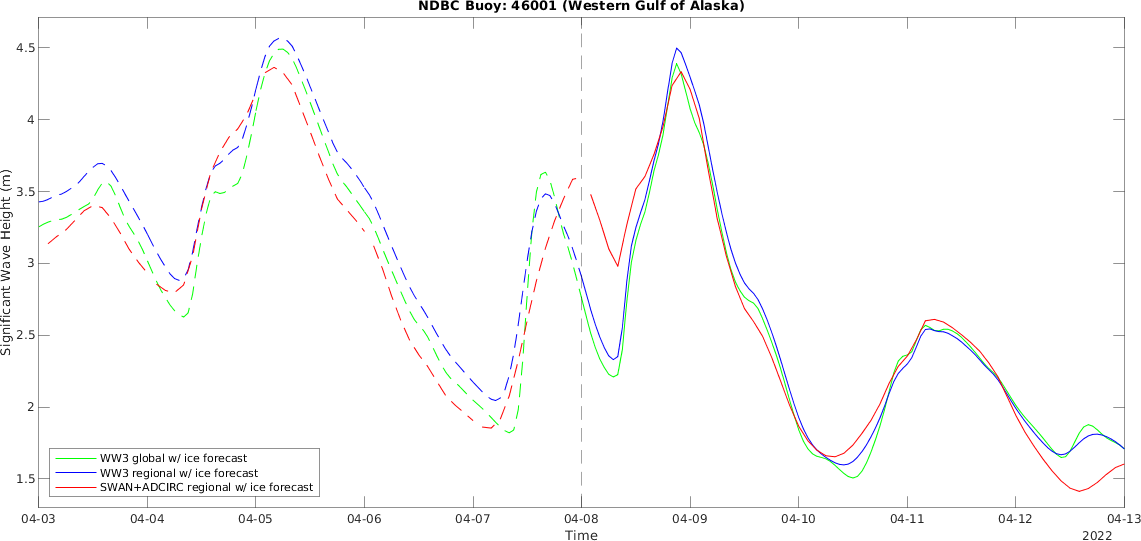 NDBC Buoy: 46001 (Western Gulf of Alaska)
4.5
4
3.5
3
2.5
2
1.5
Significant Wave Height (m)
WW3 global w/ ice forecast
WW3 regional w/ ice forecast
SWAN+ADCIRC regional w/ ice forecast
04-03 04-04 04-05 04-06 04-07 04-08 04-09 04-10 04-11 04-12 04-13
Time
2022